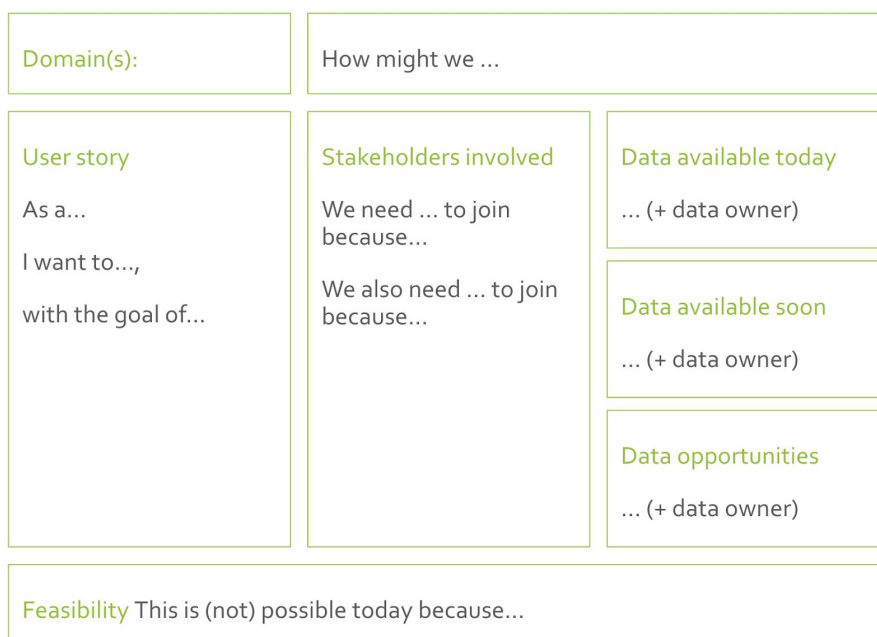 Domain(s):
How might we ...
User story
As a...
I want to...,
with the goal of...
Stakeholders involved
We need ... to join
because...
We also need ... to join
because...
Data available today
... (+ data owner)
Data available soon
... (+ data owner)
Data opportunities
... (+ data owner)
Feasibility This is (not) possible today because...